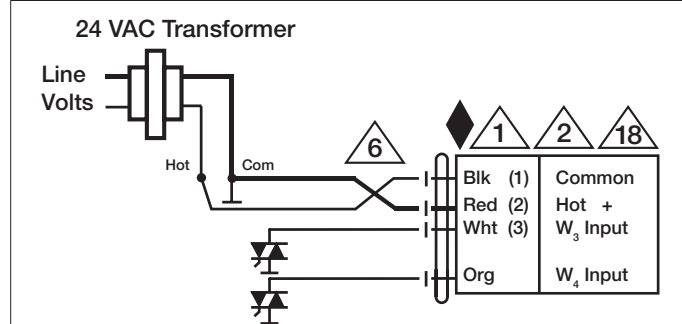 24 VAC Transformer
Line
Volts
Hot
Com
6
1
2
18
Blk (1) Common
Red (2) Hot +
Wht (3) W₃ Input
Org W₄ Input